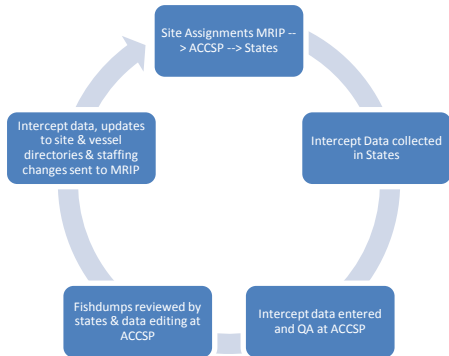 Site Assignments MRIP --
> ACCSP --> States
Intercept Data collected
in States
Intercept data entered
and QA at ACCSP
Fishdumps reviewed by
states & data editing at
ACCSP
Intercept data, updates
to site & vessel
directories & staffing
changes sent to MRIP